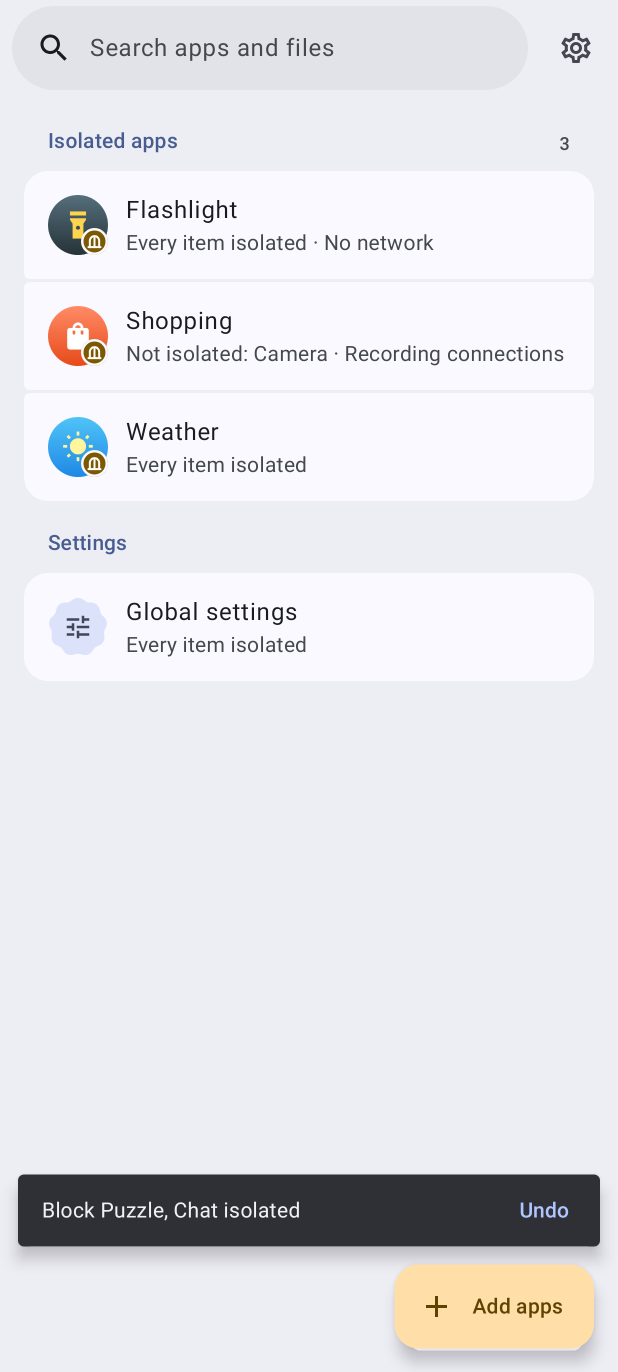 Search apps and files
Isolated apps
3
Flashlight
Every item isolated · No network
Shopping
Not isolated: Camera · Recording connections
Weather
Every item isolated
Settings
Global settings
Every item isolated
Block Puzzle, Chat isolated
Undo
Add apps